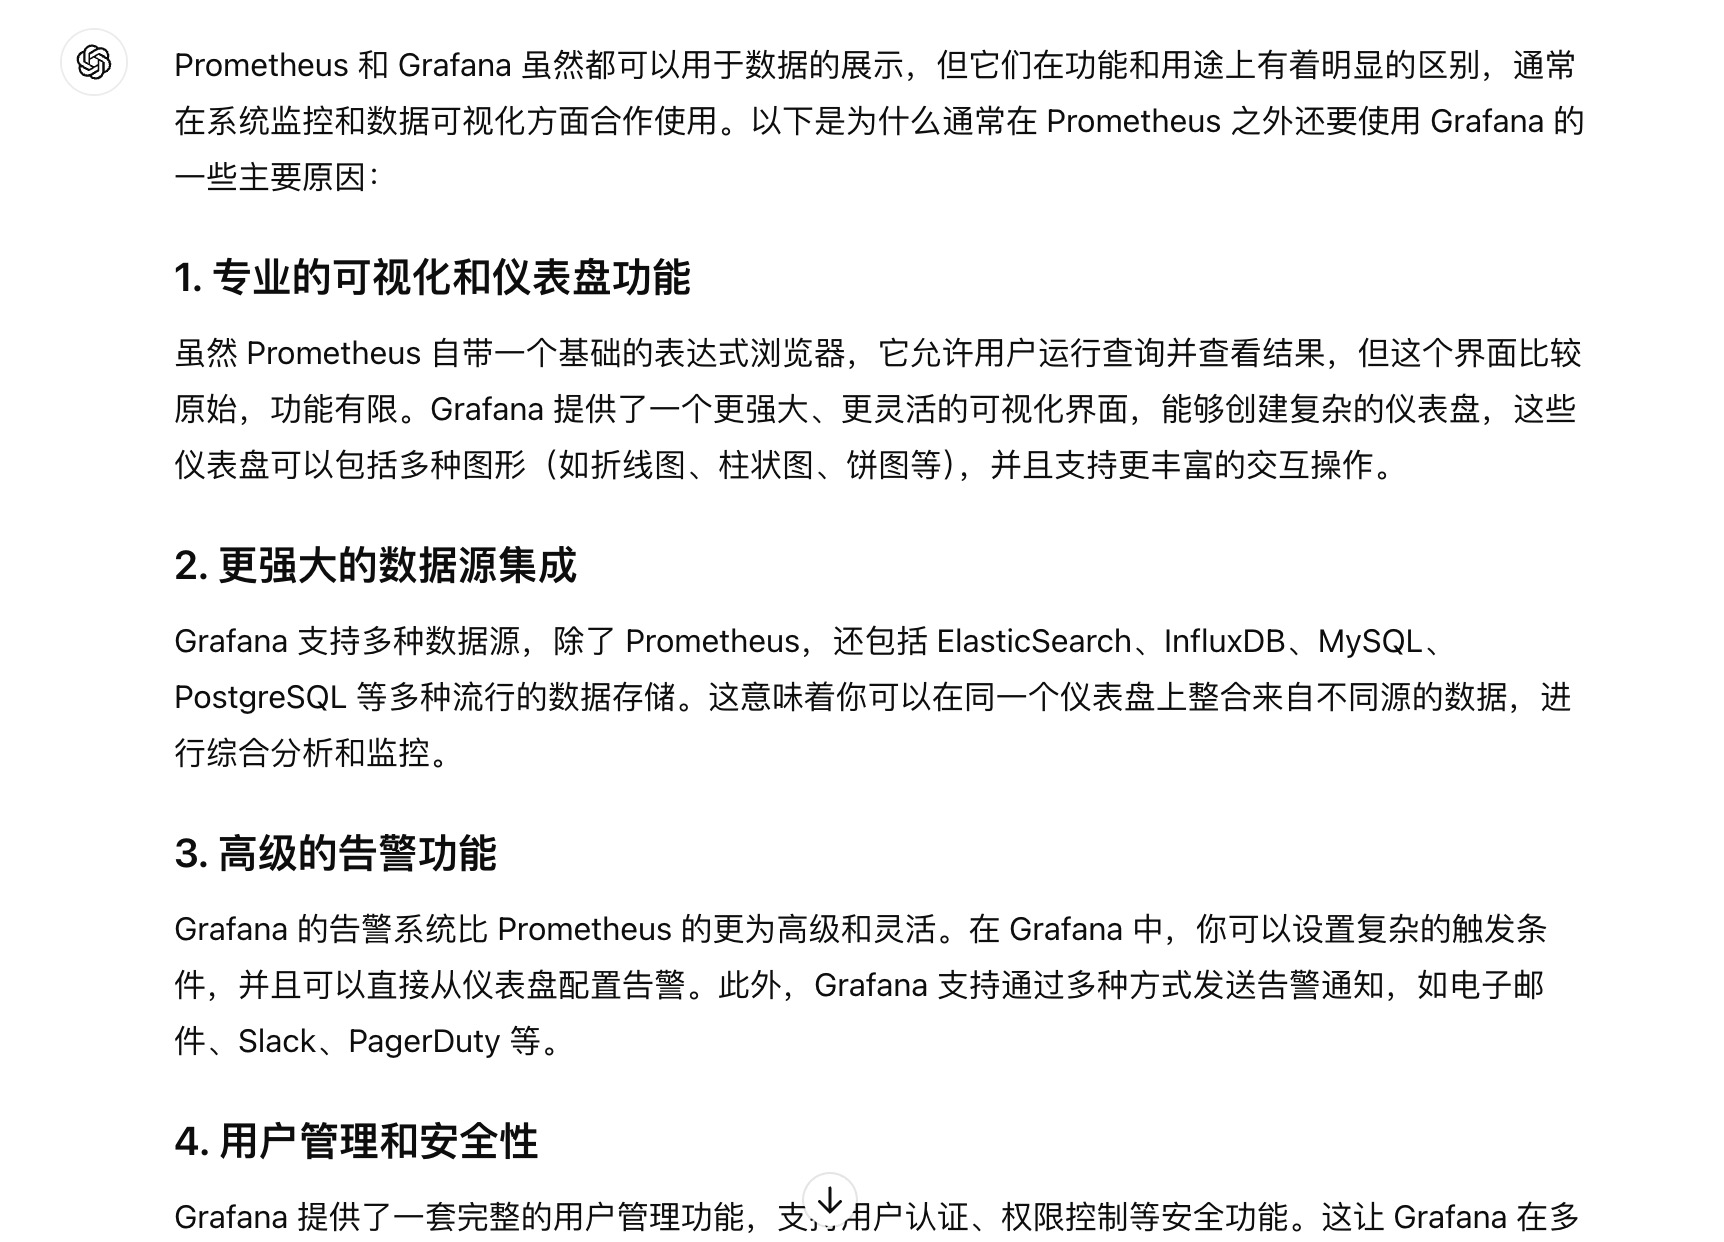 Prometheus 和 Grafana 虽然都可以用于数据的展示，但它们在功能和用途上有着明显的区别，通常
在系统监控和数据可视化方面合作使用。以下是为什么通常在 Prometheus 之外还要使用 Grafana 的
一些主要原因：
1. 专业的可视化和仪表盘功能
虽然 Prometheus 自带一个基础的表达式浏览器，它允许用户运行查询并查看结果，但这个界面比较
原始，功能有限。Grafana 提供了一个更强大、更灵活的可视化界面，能够创建复杂的仪表盘，这些
仪表盘可以包括多种图形（如折线图、柱状图、饼图等），并且支持更丰富的交互操作。
2. 更强大的数据源集成
Grafana 支持多种数据源，除了 Prometheus，还包括 ElasticSearch、InfluxDB、MySQL、
PostgreSQL 等多种流行的数据存储。这意味着你可以在同一个仪表盘上整合来自不同源的数据，进
行综合分析和监控。
3. 高级的告警功能
Grafana 的告警系统比 Prometheus 的更为高级和灵活。在 Grafana 中，你可以设置复杂的触发条
件，并且可以直接从仪表盘配置告警。此外，Grafana 支持通过多种方式发送告警通知，如电子邮
件、Slack、PagerDuty 等。
4. 用户管理和安全性
Grafana 提供了一套完整的用户管理功能，支持用户认证、权限控制等安全功能。这让 Grafana 在多